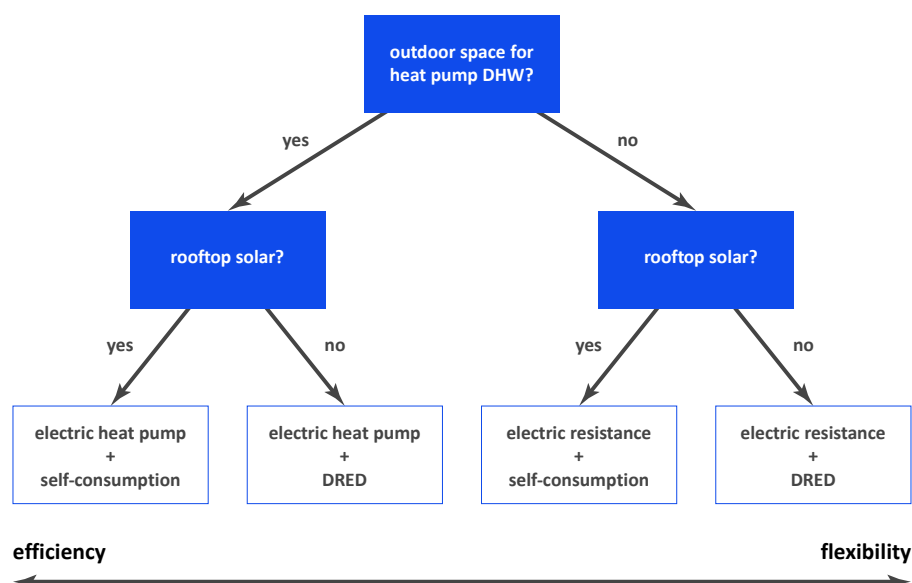 outdoor space for
heat pump DHW?
yes
no
rooftop solar?
rooftop solar?
yes
no
yes
no
electric heat pump
+
self-consumption
electric heat pump
+
DRED
electric resistance
+
self-consumption
electric resistance
+
DRED
efficiency
flexibility